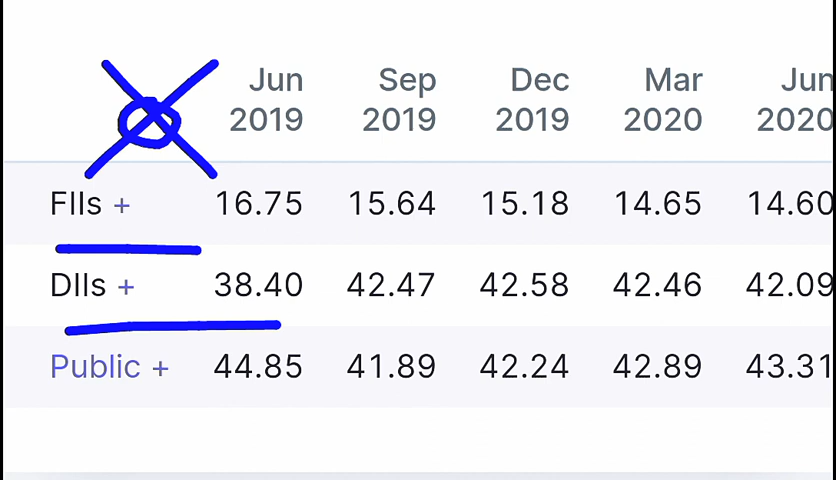 Jun Sep Dec Mar Jun
2019 2019 2019 2020 2020
FIIs + 16.75 15.64 15.18 14.65 14.60
DIIs + 38.40 42.47 42.58 42.46 42.09
Public + 44.85 41.89 42.24 42.89 43.31